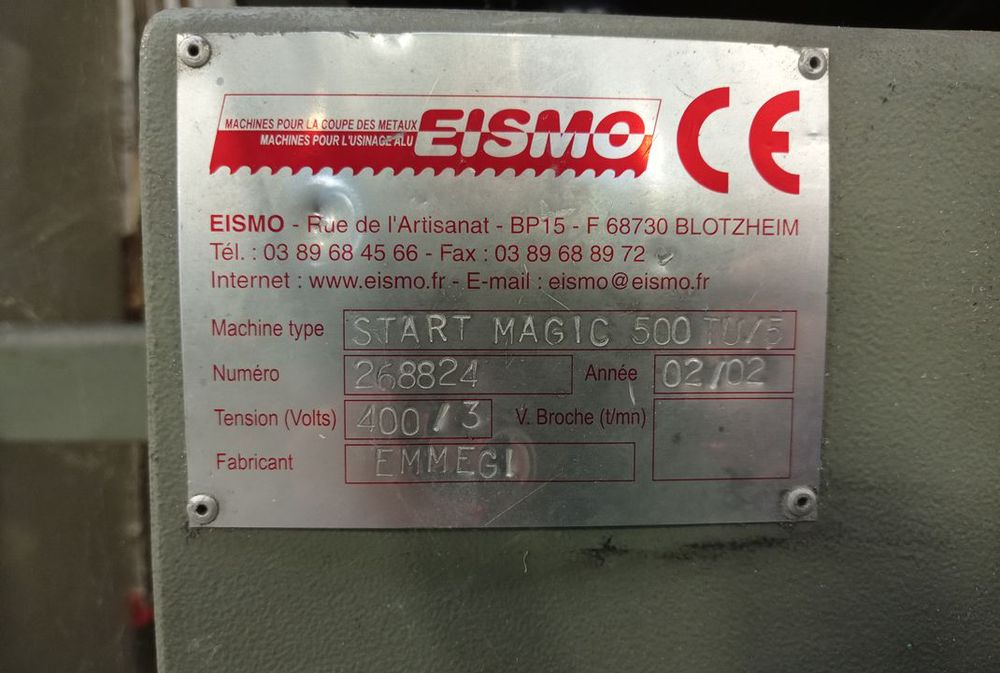 MACHINES POUR LA COUPE DES METAUX
MACHINES POUR L'USINAGE ALU
EISMO
CE
EISMO - Rue de l'Artisanat - BP15 - F 68730 BLOTZHEIM
Tél. : 03 89 68 45 66 - Fax : 03 89 68 89 72
Internet : www.eismo.fr - E-mail : eismo@eismo.fr
Machine type START MAGIC 500 TU/5
Numéro 268824 Année 02/02
Tension (Volts) 400/3 V. Broche (t/mn)
Fabricant EMMEGI